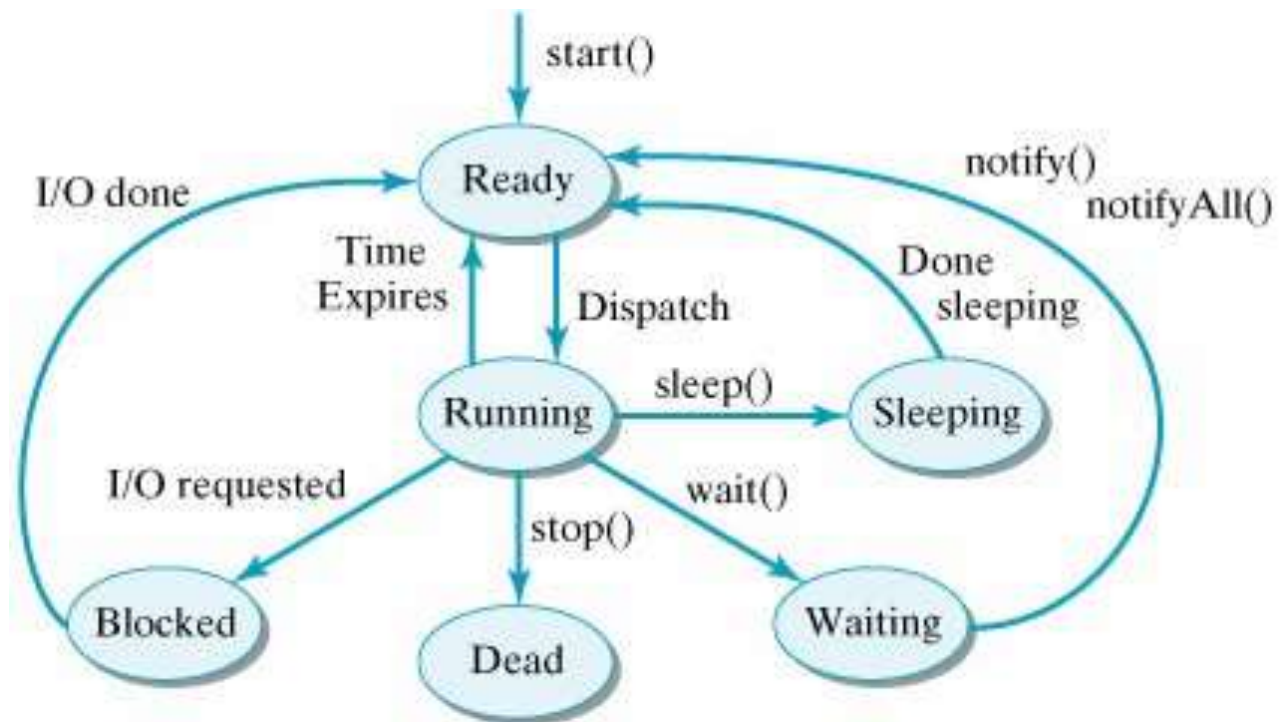 start()
Ready
I/O done
notify()
notifyAll()
Time
Expires
Dispatch
Done
sleeping
Running
sleep()
Sleeping
I/O requested
stop()
wait()
Blocked
Dead
Waiting